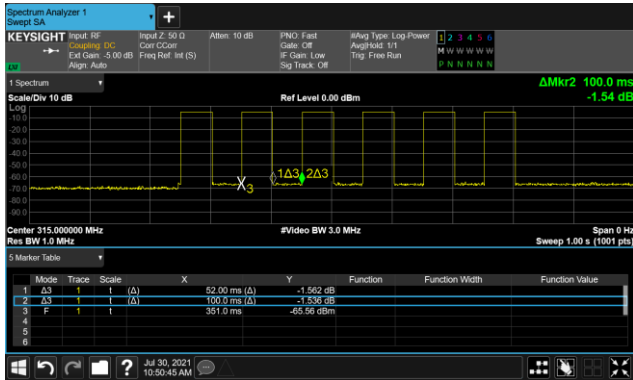 Spectrum Analyzer 1
Swept SA
+
KEYSIGHT Input: RF Input Z: 50 Ω Atten: 10 dB PNO: Fast #Avg Type: Log-Power 1 2 3 4 5 6
Coupling: DC Corr CCorr Gate: Off Avg|Hold: 1/1 M W W W W W
Ext Gain: -5.00 dB Freq Ref: Int (S) IF Gain: Low Trig: Free Run
Align: Auto Sig Track: Off P N N N N N
1 Spectrum ΔMkr2 100.0 ms
Scale/Div 10 dB Ref Level 0.00 dBm -1.54 dB
Log
-10.0
-20.0
-30.0
-40.0
-50.0
-60.0 1Δ3 2Δ3
-70.0 3
-80.0
-90.0
Center 315.000000 MHz #Video BW 3.0 MHz Span 0 Hz
Res BW 1.0 MHz Sweep 1.00 s (1001 pts)
5 Marker Table
Mode Trace Scale X Y Function Function Width Function Value
1 Δ3 1 t (Δ) 52.00 ms (Δ) -1.562 dB
2 Δ3 1 t (Δ) 100.0 ms (Δ) -1.536 dB
3 F 1 t 351.0 ms -65.56 dBm
4
5
6
? Jul 30, 2021
10:50:45 AM